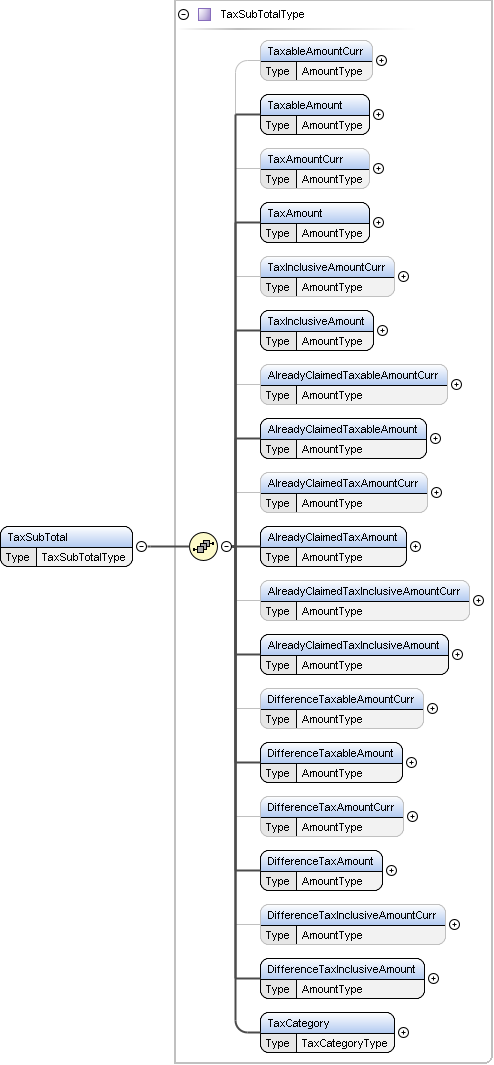 TaxSubTotalType
TaxableAmountCurr
Type AmountType
TaxableAmount
Type AmountType
TaxAmountCurr
Type AmountType
TaxAmount
Type AmountType
TaxInclusiveAmountCurr
Type AmountType
TaxInclusiveAmount
Type AmountType
AlreadyClaimedTaxableAmountCurr
Type AmountType
AlreadyClaimedTaxableAmount
Type AmountType
AlreadyClaimedTaxAmountCurr
Type AmountType
TaxSubTotal
Type TaxSubTotalType
AlreadyClaimedTaxAmount
Type AmountType
AlreadyClaimedTaxInclusiveAmountCurr
Type AmountType
AlreadyClaimedTaxInclusiveAmount
Type AmountType
DifferenceTaxableAmountCurr
Type AmountType
DifferenceTaxableAmount
Type AmountType
DifferenceTaxAmountCurr
Type AmountType
DifferenceTaxAmount
Type AmountType
DifferenceTaxInclusiveAmountCurr
Type AmountType
DifferenceTaxInclusiveAmount
Type AmountType
TaxCategory
Type TaxCategoryType